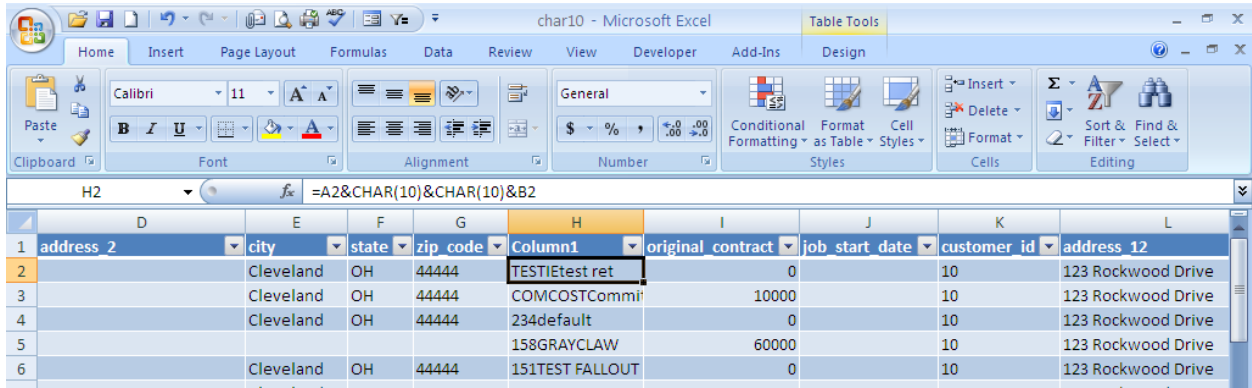 char10 - Microsoft Excel Table Tools
Home Insert Page Layout Formulas Data Review View Developer Add-Ins Design
Calibri 11 A A General Insert Σ
Paste B I U A $ % , .0 .00 .00 .0 Conditional Formatting Format as Table Cell Styles Delete Format Sort & Filter Find & Select
Clipboard Font Alignment Number Styles Cells Editing
H2 fx =A2&CHAR(10)&CHAR(10)&B2
D E F G H I J K L
1 address_2 city state zip_code Column1 original_contract job_start_date customer_id address_12
2 Cleveland OH 44444 TESTIEtest ret 0 10 123 Rockwood Drive
3 Cleveland OH 44444 COMCOSTCommit 10000 10 123 Rockwood Drive
4 Cleveland OH 44444 234default 0 10 123 Rockwood Drive
5 158GRAYCLAW 60000 10 123 Rockwood Drive
6 Cleveland OH 44444 151TEST FALLOUT 0 10 123 Rockwood Drive